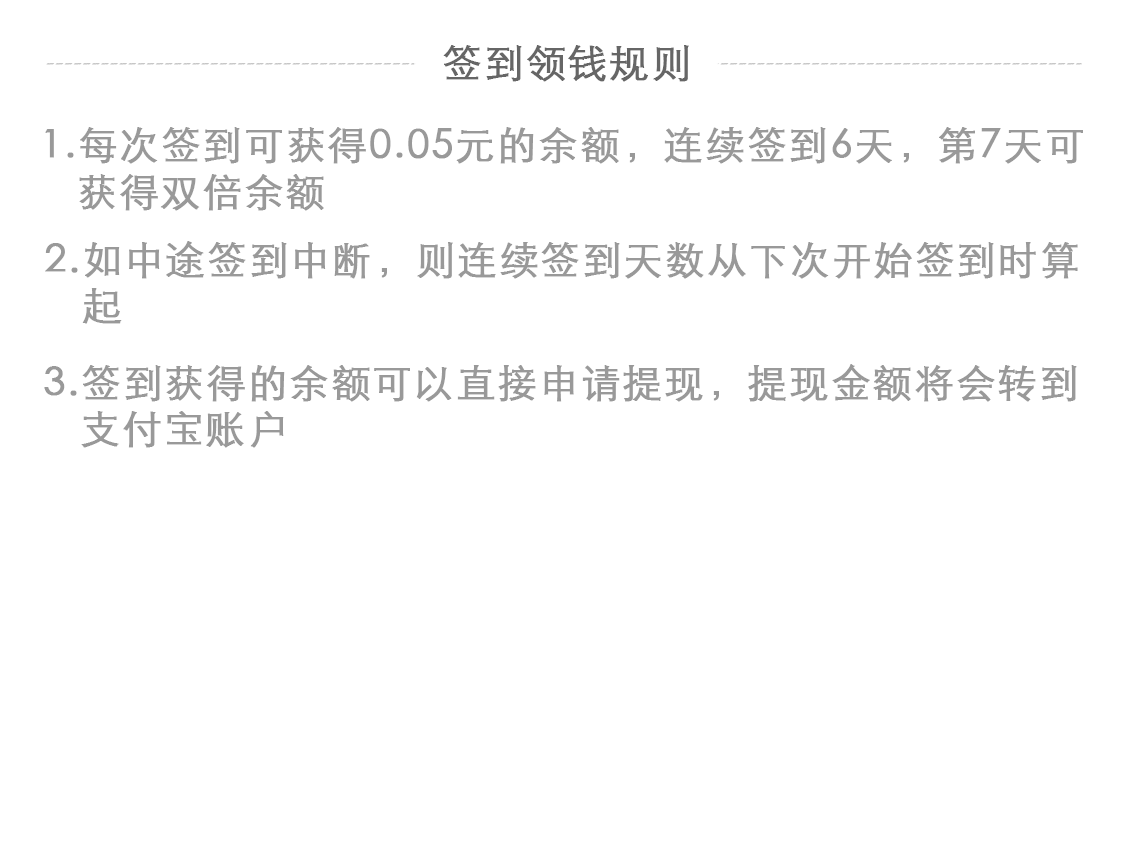 签到领钱规则
1.每次签到可获得0.05元的余额，连续签到6天，第7天可
获得双倍余额
2.如中途签到中断，则连续签到天数从下次开始签到时算
起
3.签到获得的余额可以直接申请提现，提现金额将会转到
支付宝账户